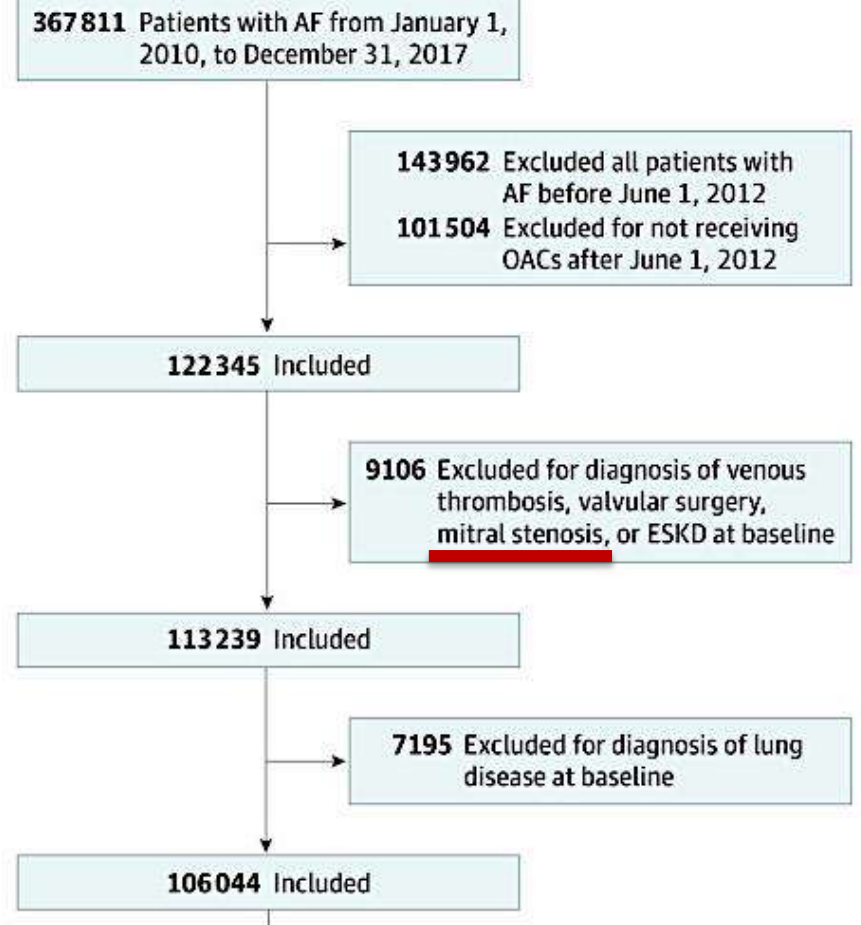 367811 Patients with AF from January 1,
2010, to December 31, 2017
143962 Excluded all patients with
AF before June 1, 2012
101504 Excluded for not receiving
OACs after June 1, 2012
122345 Included
9106 Excluded for diagnosis of venous
thrombosis, valvular surgery,
mitral stenosis, or ESKD at baseline
113239 Included
7195 Excluded for diagnosis of lung
disease at baseline
106044 Included